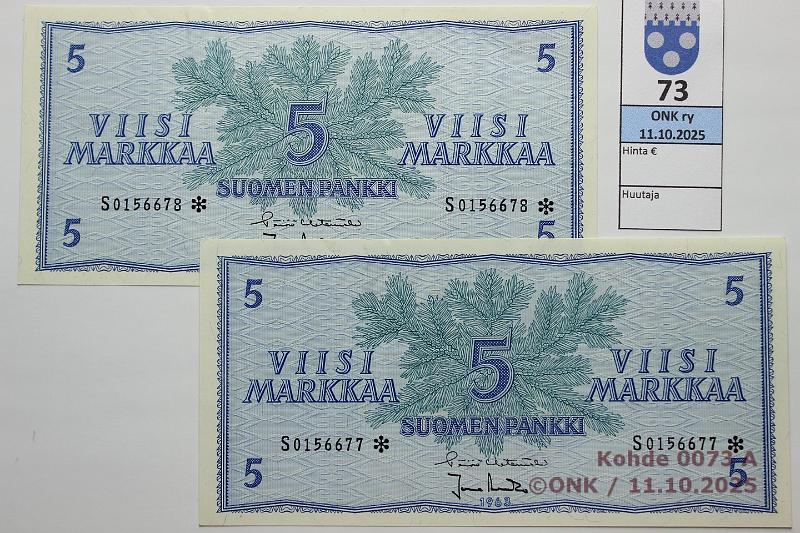 5 5
VIISI VIISI
MARKKAA 5 MARKKAA
SUOMEN PANKKI
S0156678 * S0156678 *
5 5
73
ONK ry
11.10.2025
Hinta €
Huutaja
5 5
VIISI VIISI
MARKKAA 5 MARKKAA
SUOMEN PANKKI
S0156677 * S0156677 *
5 5
1963
Kohde 0073 A
©ONK / 11.10.2025